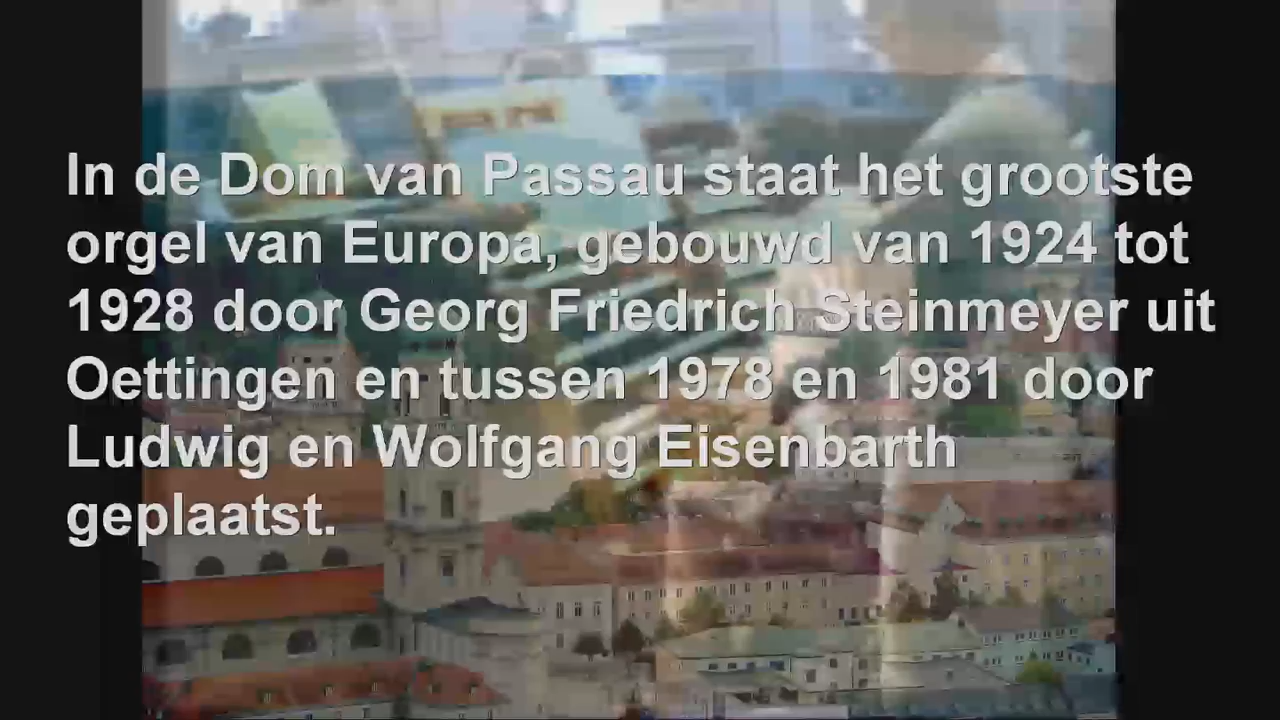 In de Dom van Passau staat het grootste
orgel van Europa, gebouwd van 1924 tot
1928 door Georg Friedrich Steinmeyer uit
Oettingen en tussen 1978 en 1981 door
Ludwig en Wolfgang Eisenbarth
geplaatst.